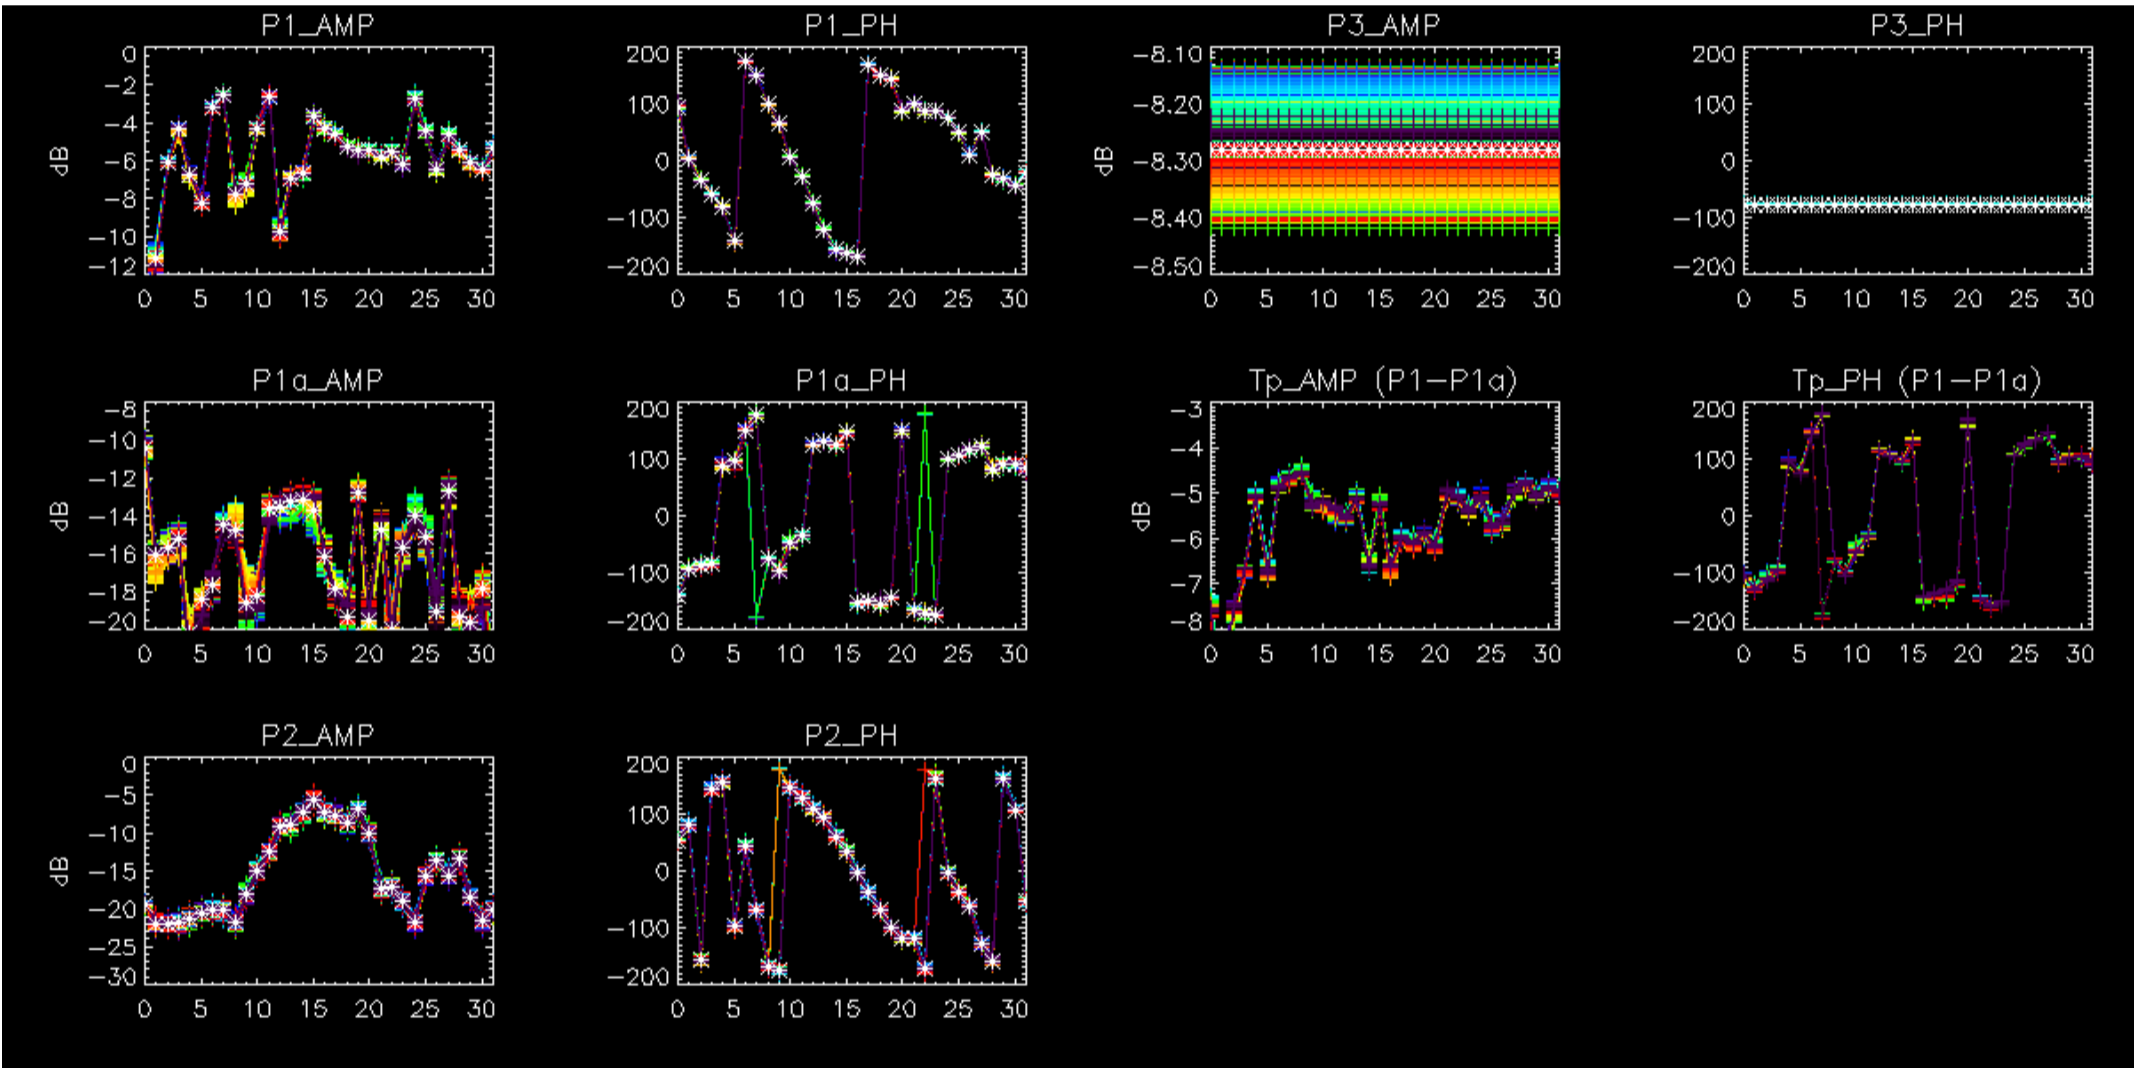 P1_AMP
dB
0
−2
−4
−6
−8
−10
−12
0 5 10 15 20 25 30
P1_PH
200
100
0
−100
−200
0 5 10 15 20 25 30
P3_AMP
dB
−8.10
−8.20
−8.30
−8.40
−8.50
0 5 10 15 20 25 30
P3_PH
200
100
0
−100
−200
0 5 10 15 20 25 30
P1a_AMP
dB
−8
−10
−12
−14
−16
−18
−20
0 5 10 15 20 25 30
P1a_PH
200
100
0
−100
−200
0 5 10 15 20 25 30
Tp_AMP (P1−P1a)
dB
−3
−4
−5
−6
−7
−8
0 5 10 15 20 25 30
Tp_PH (P1−P1a)
200
100
0
−100
−200
0 5 10 15 20 25 30
P2_AMP
dB
0
−5
−10
−15
−20
−25
−30
0 5 10 15 20 25 30
P2_PH
200
100
0
−100
−200
0 5 10 15 20 25 30